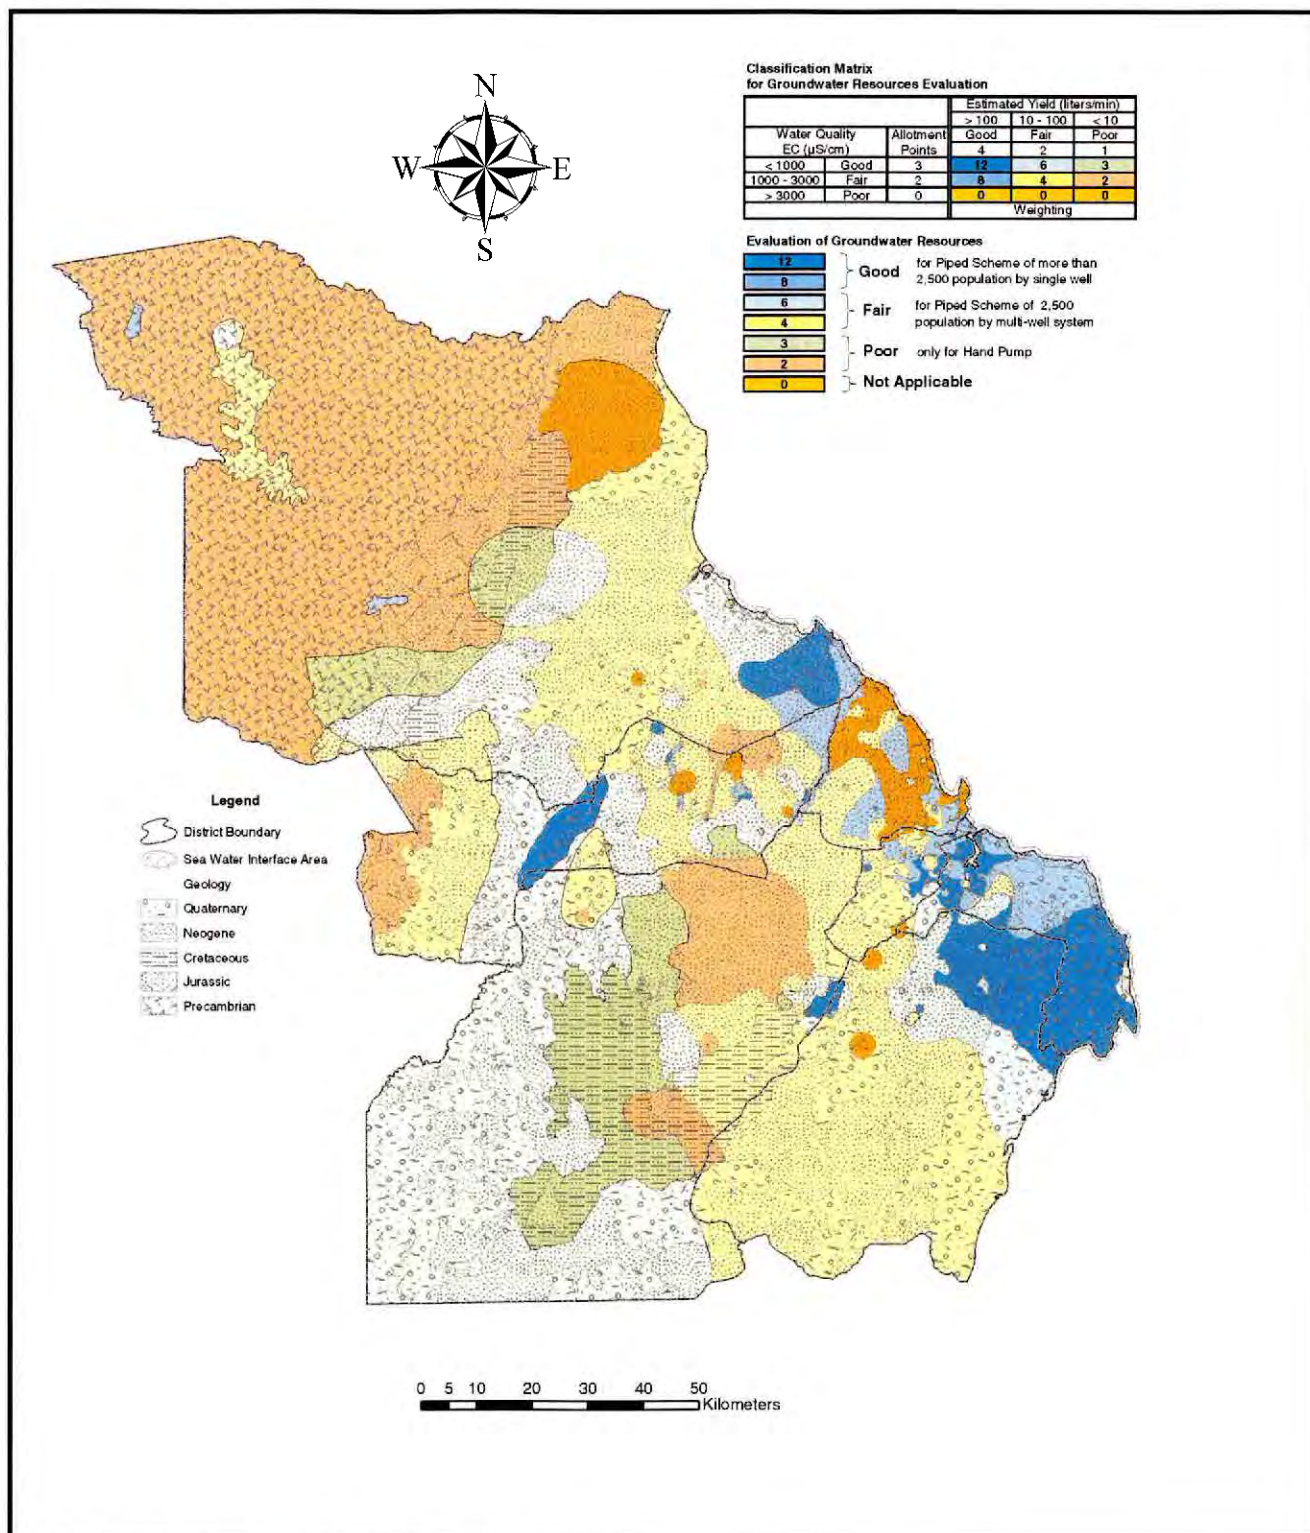 N
W E
S
Classification Matrix
for Groundwater Resources Evaluation
Estimated Yield (liters/min)
> 100 10 - 100 < 10
Water Quality Allotment Good Fair Poor
EC (µS/cm) Points 4 2 1
< 1000 Good 3 12 6 3
1000 - 3000 Fair 2 8 4 2
> 3000 Poor 0 0 0 0
Weighting
Evaluation of Groundwater Resources
12
8
Good
for Piped Scheme of more than
2,500 population by single well
6
4
Fair
for Piped Scheme of 2,500
population by multi-well system
3
2
Poor
only for Hand Pump
0
Not Applicable
Legend
District Boundary
Sea Water Interface Area
Geology
Quaternary
Neogene
Cretaceous
Jurassic
Precambrian
0 5 10 20 30 40 50
Kilometers